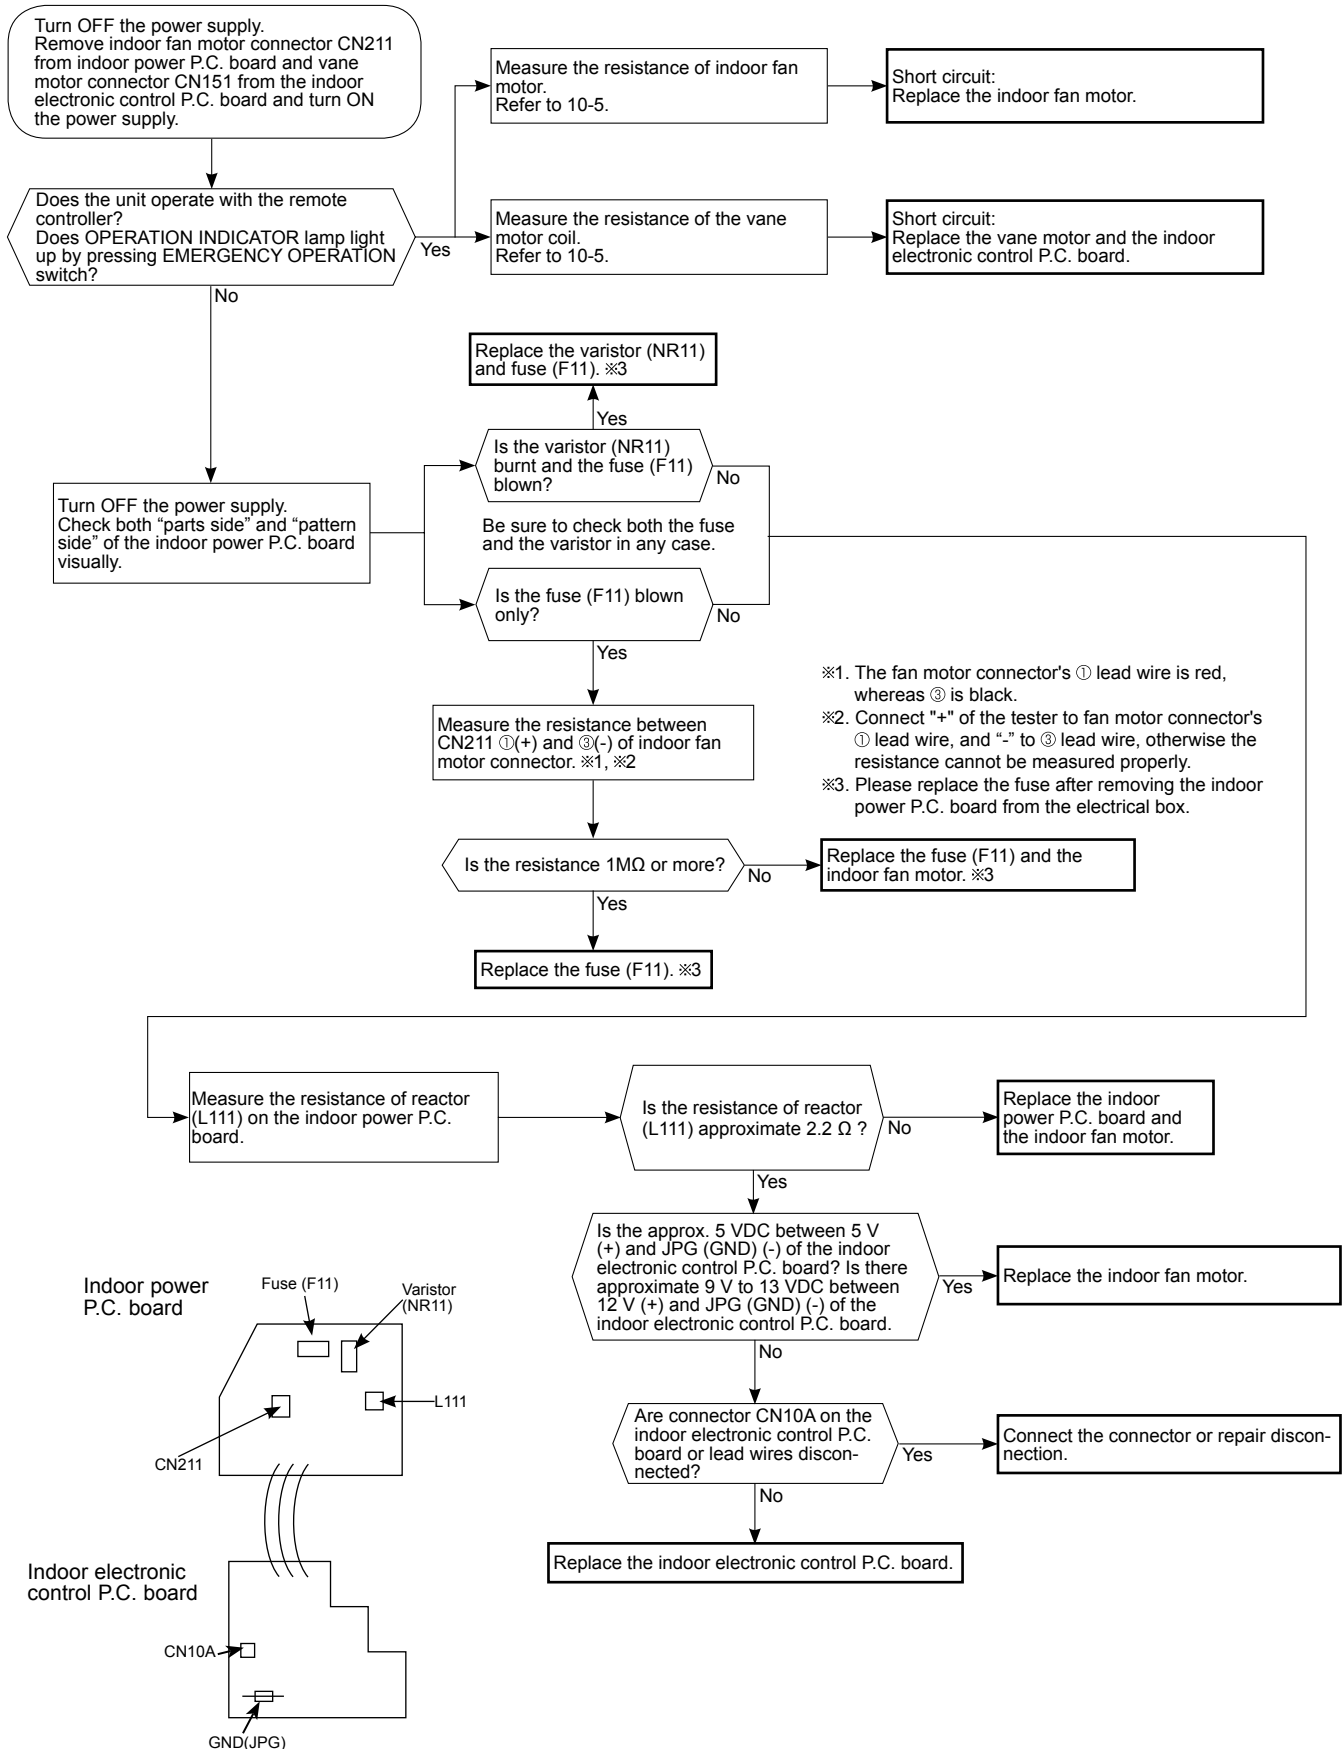 Turn OFF the power supply.
Remove indoor fan motor connector CN211
from indoor power P.C. board and vane
motor connector CN151 from the indoor
electronic control P.C. board and turn ON
the power supply.
Measure the resistance of indoor fan
motor.
Refer to 10-5.
Short circuit:
Replace the indoor fan motor.
Does the unit operate with the remote
controller?
Does OPERATION INDICATOR lamp light
up by pressing EMERGENCY OPERATION
switch?
Yes
Measure the resistance of the vane
motor coil.
Refer to 10-5.
Short circuit:
Replace the vane motor and the indoor
electronic control P.C. board.
No
Replace the varistor (NR11)
and fuse (F11). ※3
Yes
Is the varistor (NR11)
burnt and the fuse (F11)
blown?
No
Turn OFF the power supply.
Check both “parts side” and “pattern
side” of the indoor power P.C. board
visually.
Be sure to check both the fuse
and the varistor in any case.
Is the fuse (F11) blown
only?
No
Yes
※1. The fan motor connector's ① lead wire is red,
whereas ③ is black.
※2. Connect "+" of the tester to fan motor connector's
① lead wire, and “-” to ③ lead wire, otherwise the
resistance cannot be measured properly.
※3. Please replace the fuse after removing the indoor
power P.C. board from the electrical box.
Measure the resistance between
CN211 ①(+) and ③(-) of indoor fan
motor connector. ※1, ※2
Is the resistance 1MΩ or more?
No
Replace the fuse (F11) and the
indoor fan motor. ※3
Yes
Replace the fuse (F11). ※3
Measure the resistance of reactor
(L111) on the indoor power P.C.
board.
Is the resistance of reactor
(L111) approximate 2.2 Ω ?
No
Replace the indoor
power P.C. board and
the indoor fan motor.
Yes
Is the approx. 5 VDC between 5 V
(+) and JPG (GND) (-) of the indoor
electronic control P.C. board? Is there
approximate 9 V to 13 VDC between
12 V (+) and JPG (GND) (-) of the
indoor electronic control P.C. board.
Yes
Replace the indoor fan motor.
No
Are connector CN10A on the
indoor electronic control P.C.
board or lead wires discon-
nected?
Yes
Connect the connector or repair discon-
nection.
No
Replace the indoor electronic control P.C. board.
Indoor power
P.C. board
Fuse (F11)
Varistor
(NR11)
L111
CN211
Indoor electronic
control P.C. board
CN10A
GND(JPG)